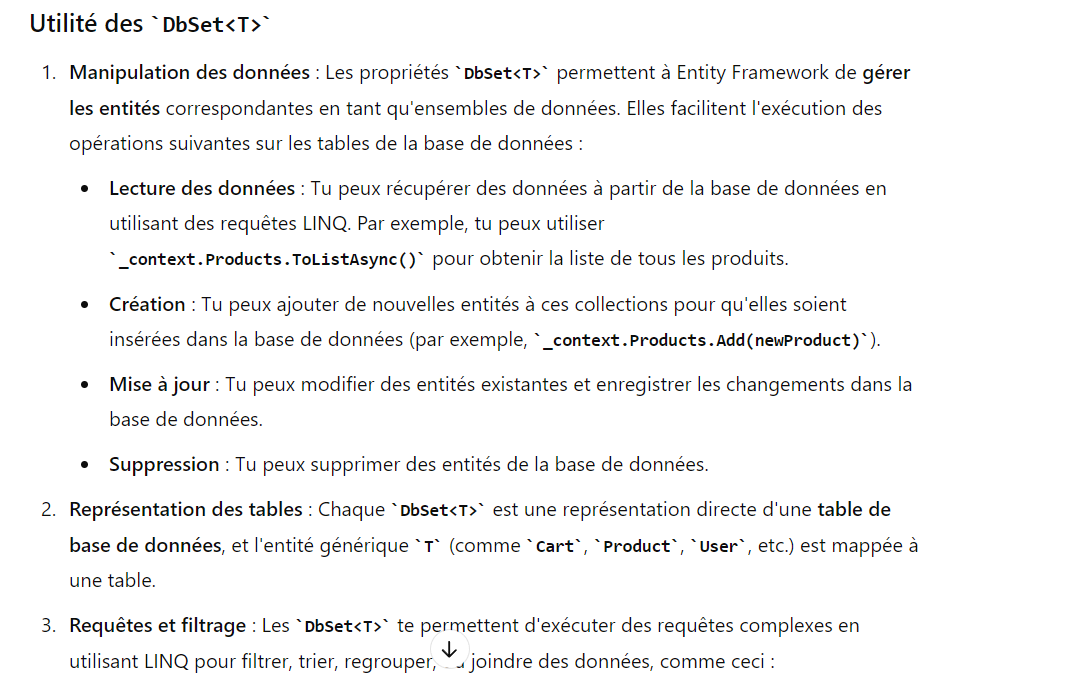 Utilité des `DbSet<T>`
1. Manipulation des données : Les propriétés `DbSet<T>` permettent à Entity Framework de gérer
les entités correspondantes en tant qu'ensembles de données. Elles facilitent l'exécution des
opérations suivantes sur les tables de la base de données :
• Lecture des données : Tu peux récupérer des données à partir de la base de données en
utilisant des requêtes LINQ. Par exemple, tu peux utiliser
`_context.Products.ToListAsync()` pour obtenir la liste de tous les produits.
• Création : Tu peux ajouter de nouvelles entités à ces collections pour qu'elles soient
insérées dans la base de données (par exemple, `_context.Products.Add(newProduct)`).
• Mise à jour : Tu peux modifier des entités existantes et enregistrer les changements dans la
base de données.
• Suppression : Tu peux supprimer des entités de la base de données.
2. Représentation des tables : Chaque `DbSet<T>` est une représentation directe d'une table de
base de données, et l'entité générique `T` (comme `Cart`, `Product`, `User`, etc.) est mappée à
une table.
3. Requêtes et filtrage : Les `DbSet<T>` te permettent d'exécuter des requêtes complexes en
utilisant LINQ pour filtrer, trier, regrouper, joindre des données, comme ceci :